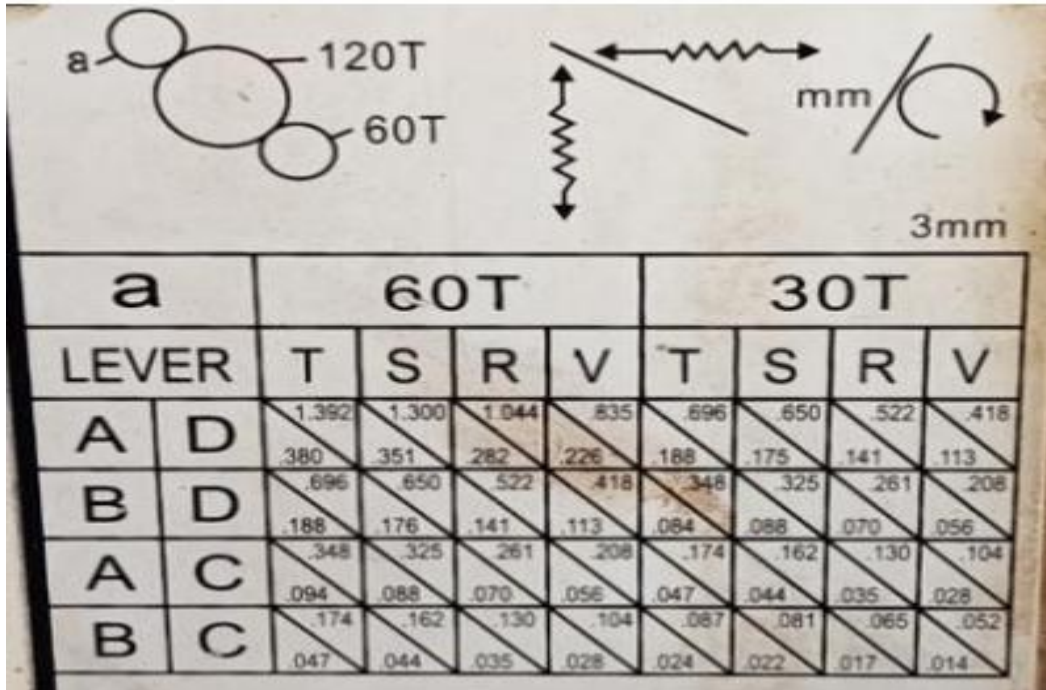 a 120T
60T
mm
3mm
a 60T 30T
LEVER T S R V T S R V
A D 1.392 1.300 1.044 .835 .696 .650 .522 .418
.380 .351 .282 .226 .188 .175 .141 .113
B D .696 .650 .522 .418 .348 .325 .261 .208
.188 .176 .141 .113 .084 .088 .070 .056
A C .348 .325 .261 .208 .174 .162 .130 .104
.094 .088 .070 .056 .047 .044 .035 .028
B C .174 .162 .130 .104 .087 .081 .065 .052
.047 .044 .035 .028 .024 .022 .017 .014